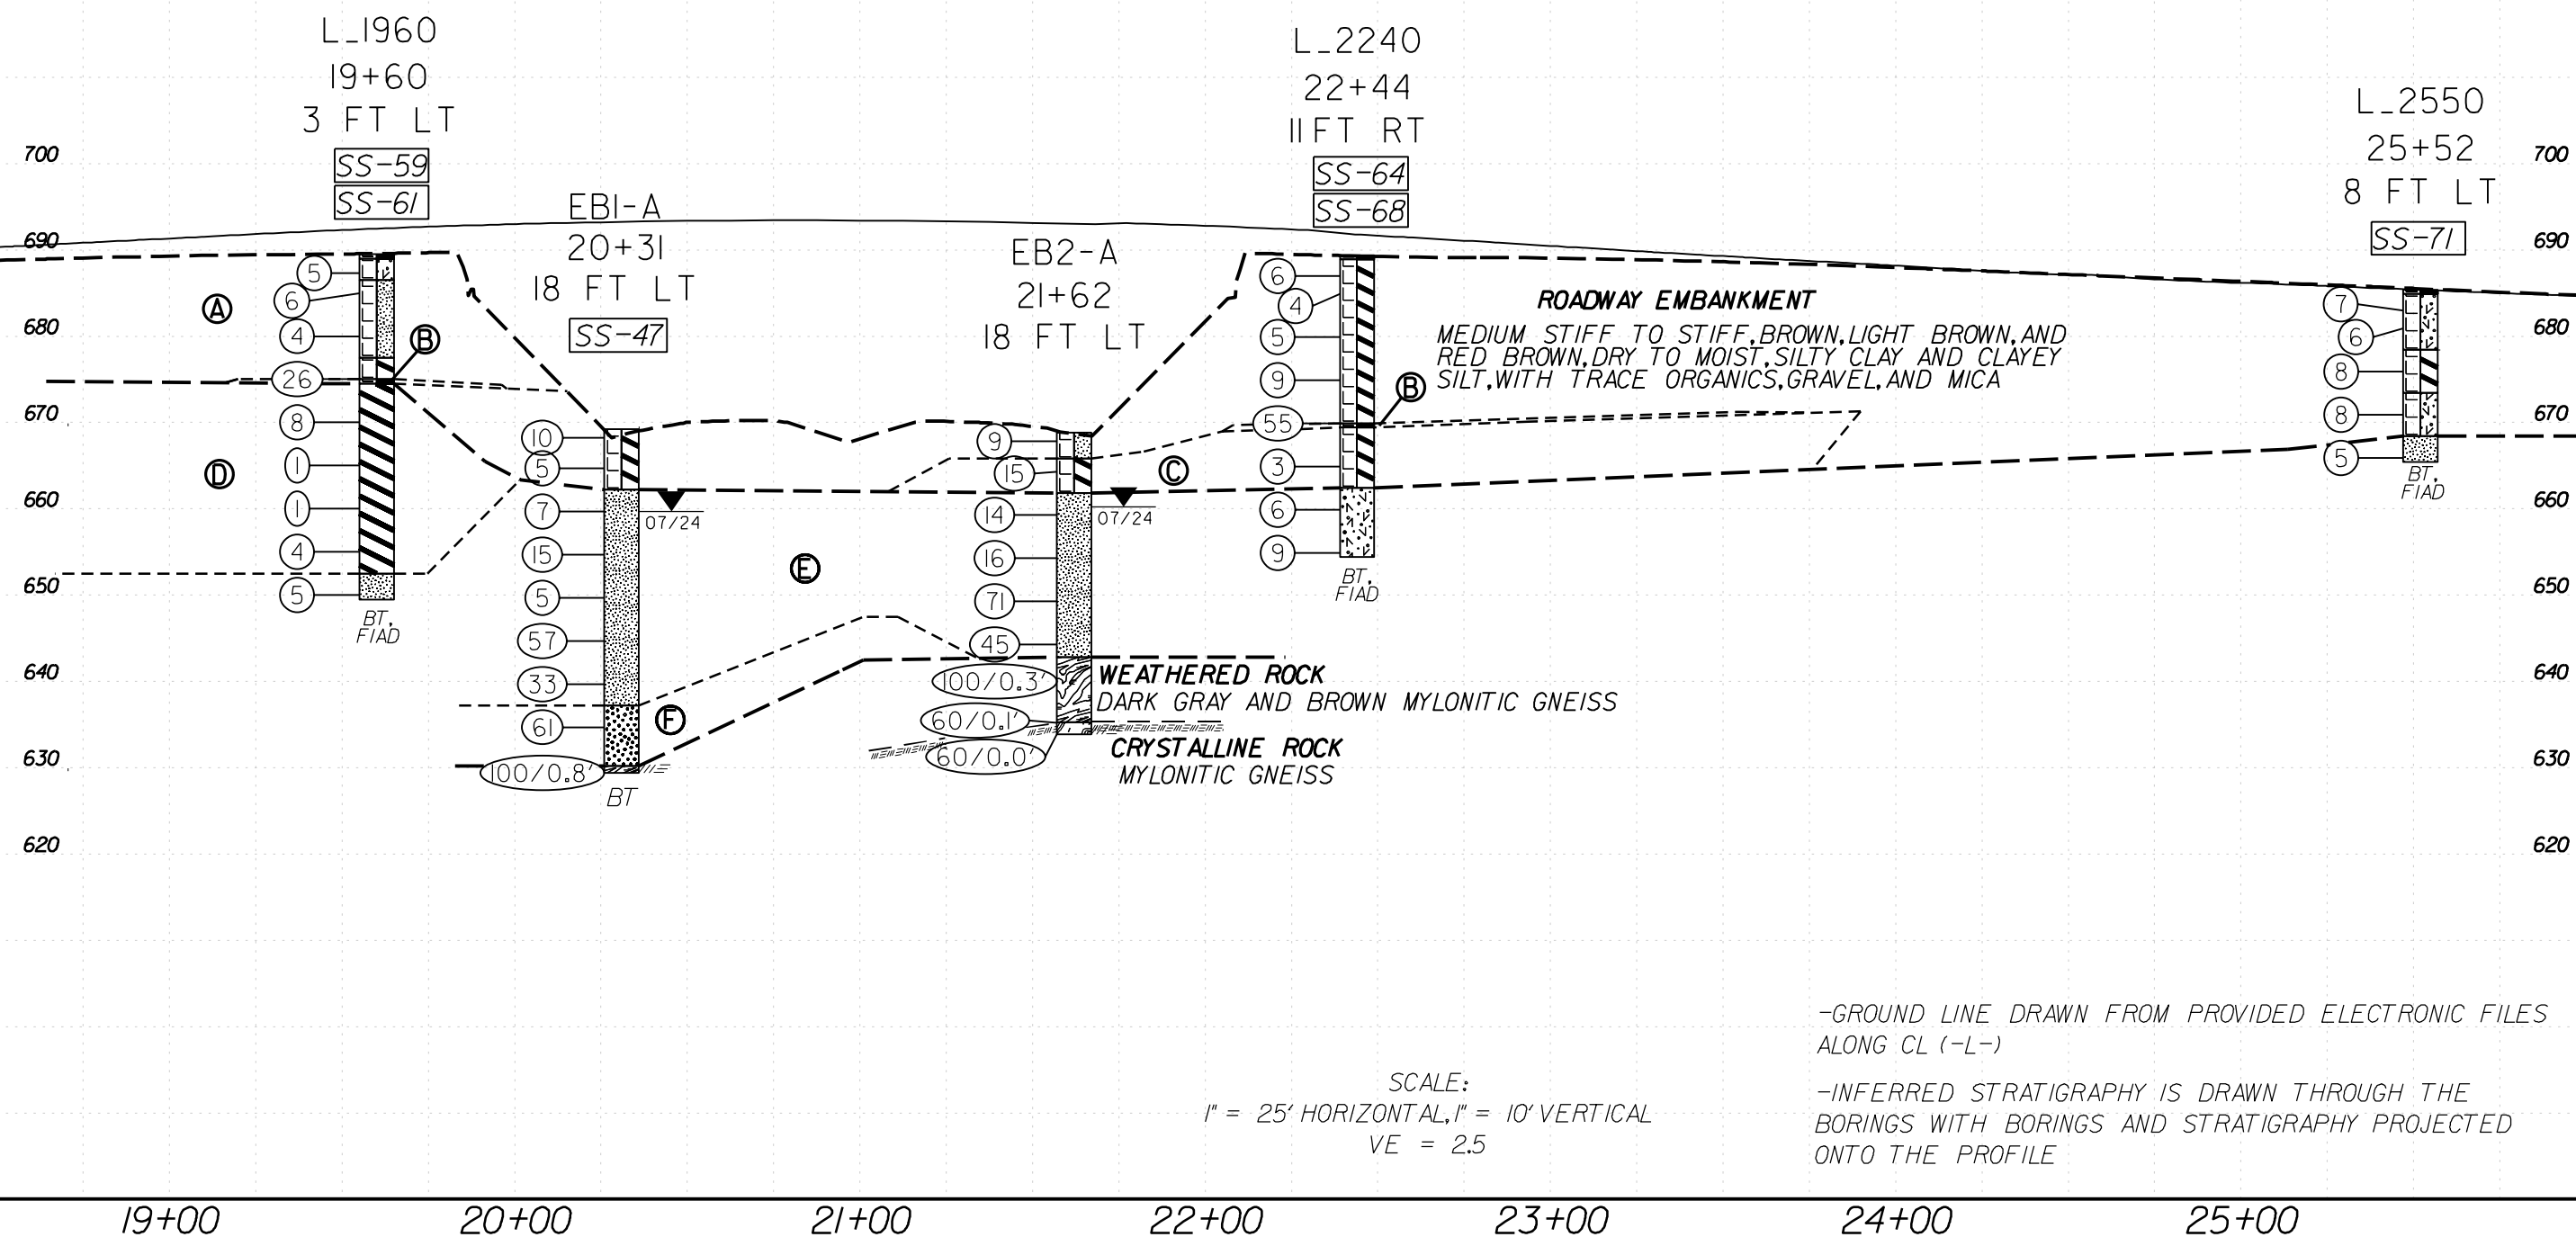 L_1960
19+60
3 FT LT
SS-59
SS-61
EB1-A
20+31
18 FT LT
SS-47
EB2-A
21+62
18 FT LT
L_2240
22+44
11 FT RT
SS-64
SS-68
L_2550
25+52
8 FT LT
SS-71
700
690
680
670
660
650
640
630
620
700
690
680
670
660
650
640
630
620
5
6
4
26
8
1
1
4
5
BT,
FIAD
A
B
D
10
5
7
15
5
57
33
61
100/0.8'
BT
07/24
E
F
9
15
14
16
71
45
100/0.3'
60/0.1'
60/0.0'
07/24
C
WEATHERED ROCK
DARK GRAY AND BROWN MYLONITIC GNEISS
CRYSTALLINE ROCK
MYLONITIC GNEISS
6
4
5
9
55
3
6
9
BT,
FIAD
B
ROADWAY EMBANKMENT
MEDIUM STIFF TO STIFF, BROWN, LIGHT BROWN, AND
RED BROWN, DRY TO MOIST, SILTY CLAY AND CLAYEY
SILT, WITH TRACE ORGANICS, GRAVEL, AND MICA
7
6
8
8
5
BT,
FIAD
SCALE:
1" = 25' HORIZONTAL, 1" = 10' VERTICAL
VE = 2.5
-GROUND LINE DRAWN FROM PROVIDED ELECTRONIC FILES
ALONG CL (-L-)
-INFERRED STRATIGRAPHY IS DRAWN THROUGH THE
BORINGS WITH BORINGS AND STRATIGRAPHY PROJECTED
ONTO THE PROFILE
19+00
20+00
21+00
22+00
23+00
24+00
25+00